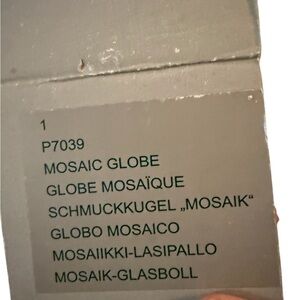 1
P7039
MOSAIC GLOBE
GLOBE MOSAÏQUE
SCHMUCKKUGEL „MOSAIK“
GLOBO MOSAICO
MOSAIIKKI-LASIPALLO
MOSAIK-GLASBOLL